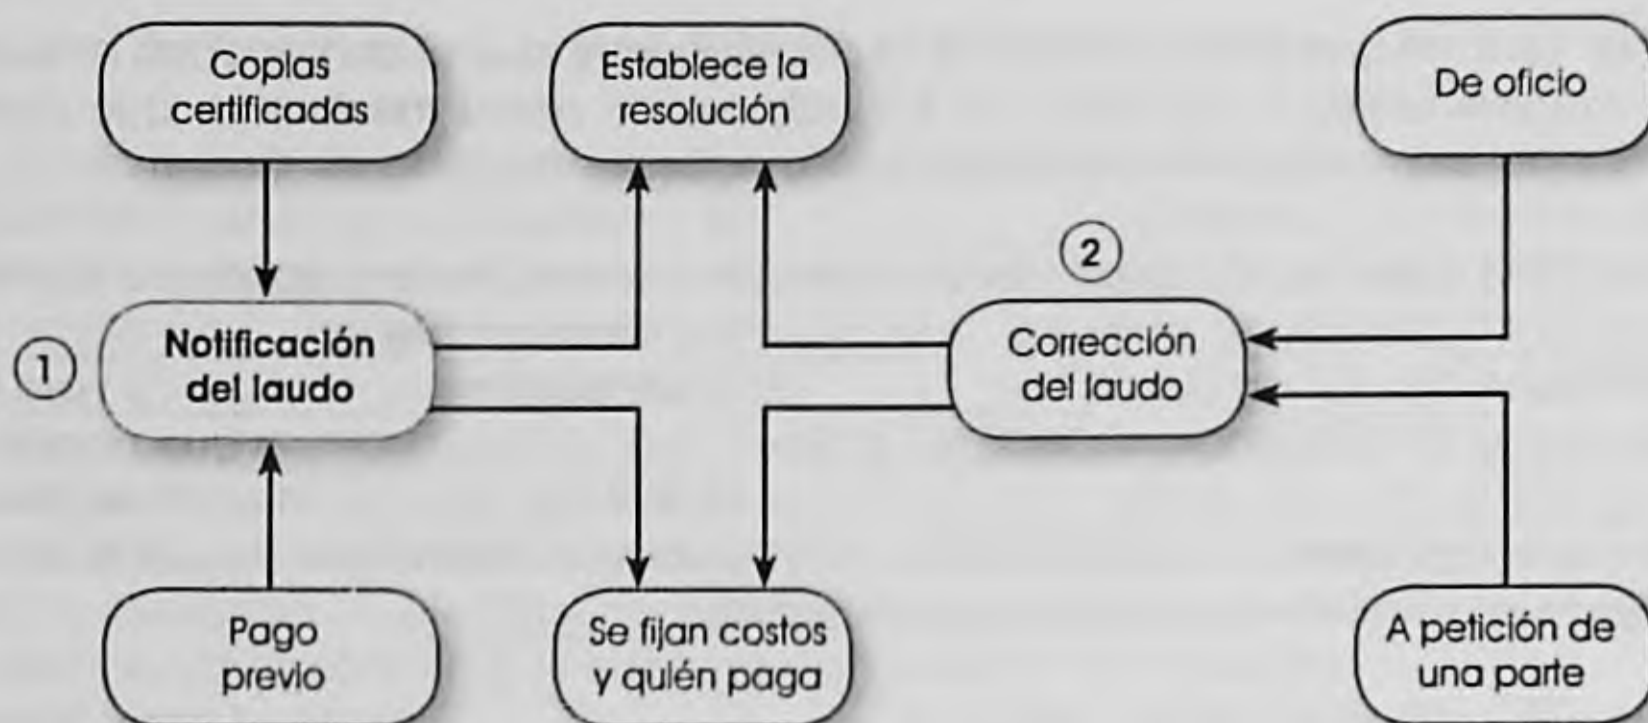 Coplas
certificadas
Establece la
resolución
De oficio
2
1
Notificación
del laudo
Corrección
del laudo
Pago
previo
Se fijan costos
y quién paga
A petición de
una parte